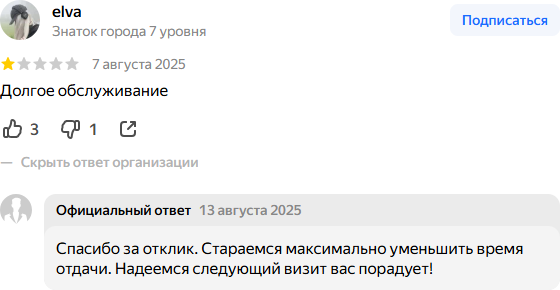 elva
Знаток города 7 уровня
Подписаться
7 августа 2025
Долгое обслуживание
3
1
— Скрыть ответ организации
Официальный ответ 13 августа 2025
Спасибо за отклик. Стараемся максимально уменьшить время
отдачи. Надеемся следующий визит вас порадует!